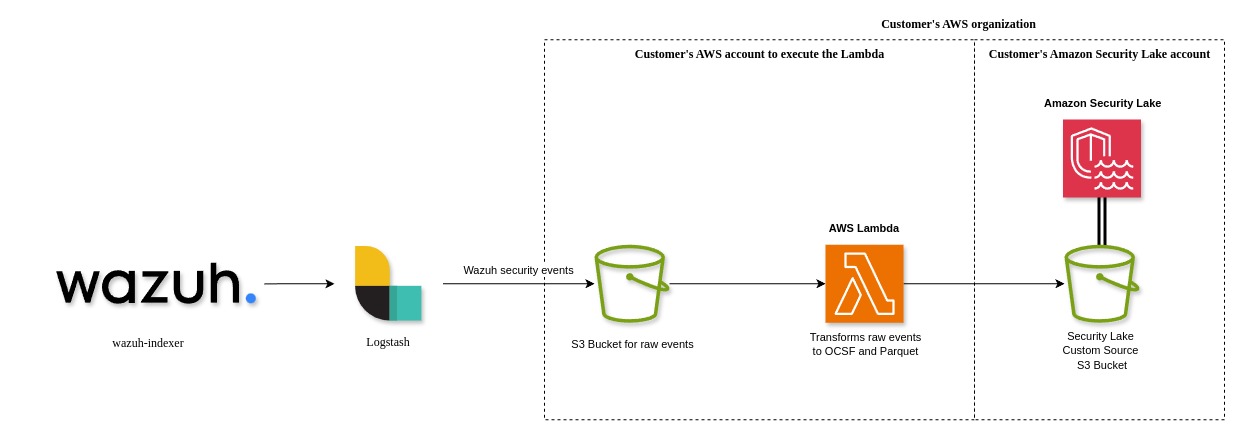 Customer's AWS organization
Customer's AWS account to execute the Lambda
Customer's Amazon Security Lake account
Amazon Security Lake
AWS Lambda
Wazuh security events
wazuh.
wazuh-indexer
Logstash
S3 Bucket for raw events
Transforms raw events
to OCSF and Parquet
Security Lake
Custom Source
S3 Bucket